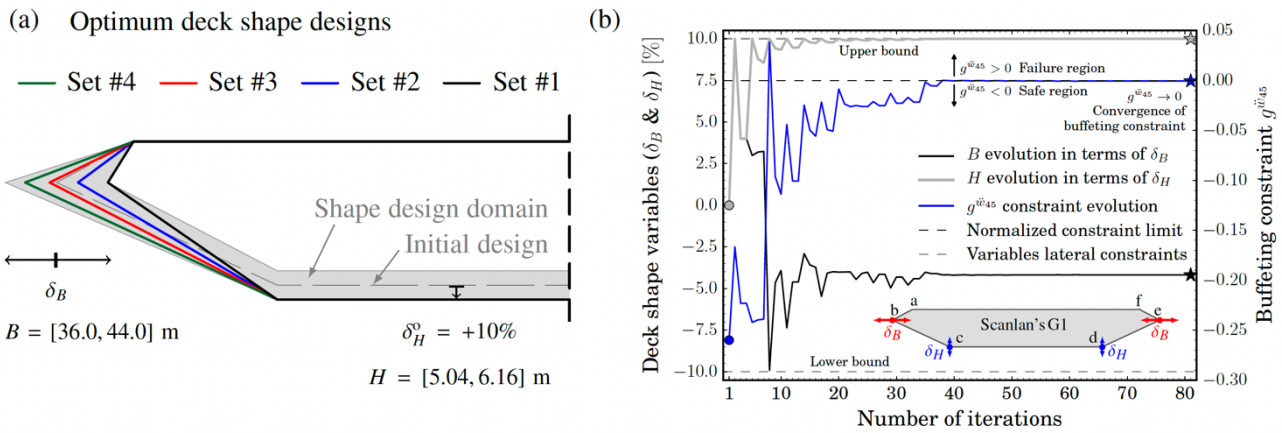 (a) Optimum deck shape designs
Set #4 Set #3 Set #2 Set #1
Shape design domain
Initial design
δ_B
B = [36.0, 44.0] m
δ_H^o = +10%
H = [5.04, 6.16] m
(b)
Deck shape variables (δ_B & δ_H) [%]
10.0
7.5
5.0
2.5
0.0
−2.5
−5.0
−7.5
−10.0
Upper bound
g^{ẅ_45} > 0 Failure region
g^{ẅ_45} < 0 Safe region
g^{ẅ_45} → 0
Convergence of
buffeting constraint
B evolution in terms of δ_B
H evolution in terms of δ_H
g^{ẅ_45} constraint evolution
Normalized constraint limit
Variables lateral constraints
a f
b e
Scanlan's G1
δ_B δ_B
c d
δ_H δ_H
Lower bound
1 10 20 30 40 50 60 70 80
Number of iterations
0.05
0.00
−0.05
−0.10
−0.15
−0.20
−0.25
−0.30
Buffeting constraint g^{ẅ_45}